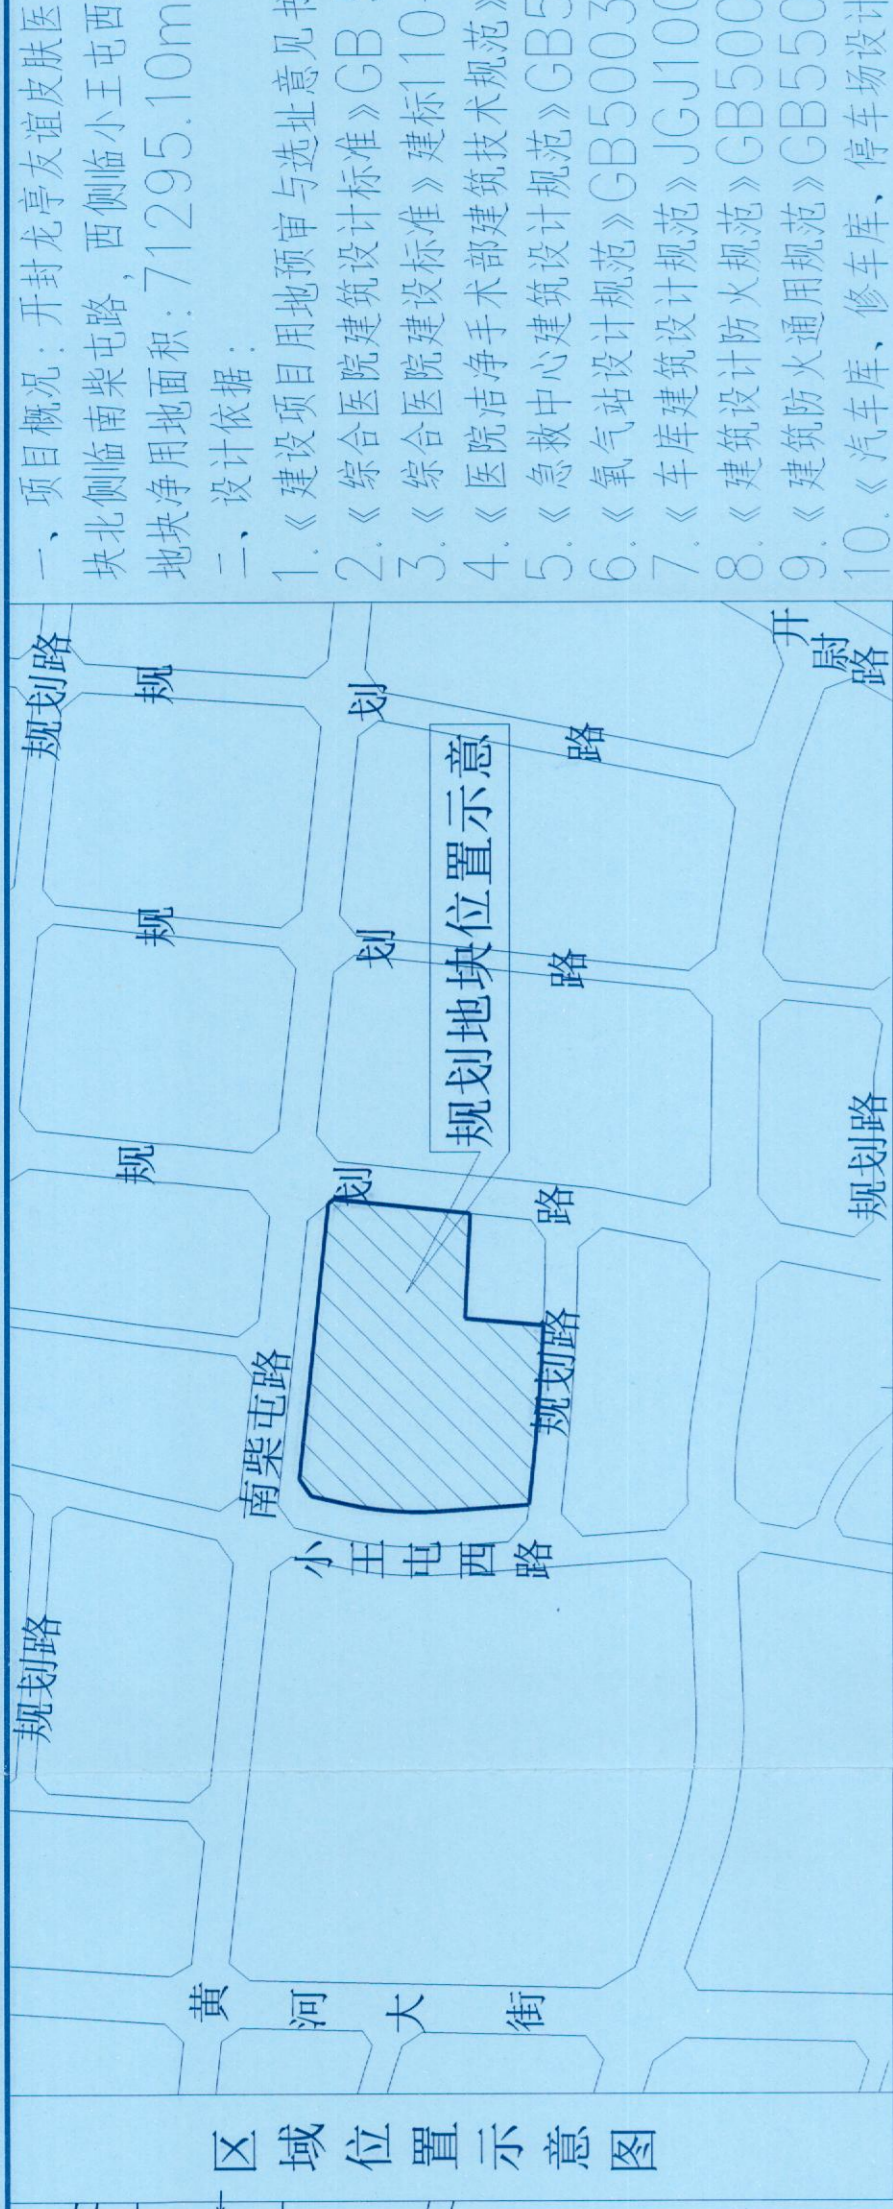 区域位置示意图
黄河大街
规划路
小王屯西路
南柴屯路
规划路
规划路
规划路
规划路
规划路
规划地块位置示意
规划路
规划路
开尉路
一、项目概况：开封龙亭友谊皮肤医
块北侧临南柴屯路，西侧临小王屯西
地块净用地面积：71295.10m
二、设计依据：
1.《建设项目用地预审与选址意见书
2.《综合医院建筑设计标准》GB
3.《综合医院建设标准》建标110-
4.《医院洁净手术部建筑技术规范》
5.《急救中心建筑设计规范》GB5
6.《氧气站设计规范》GB5003
7.《车库建筑设计规范》JGJ100
8.《建筑设计防火规范》GB500
9.《建筑防火通用规范》GB550
10.《汽车库、修车库、停车场设计